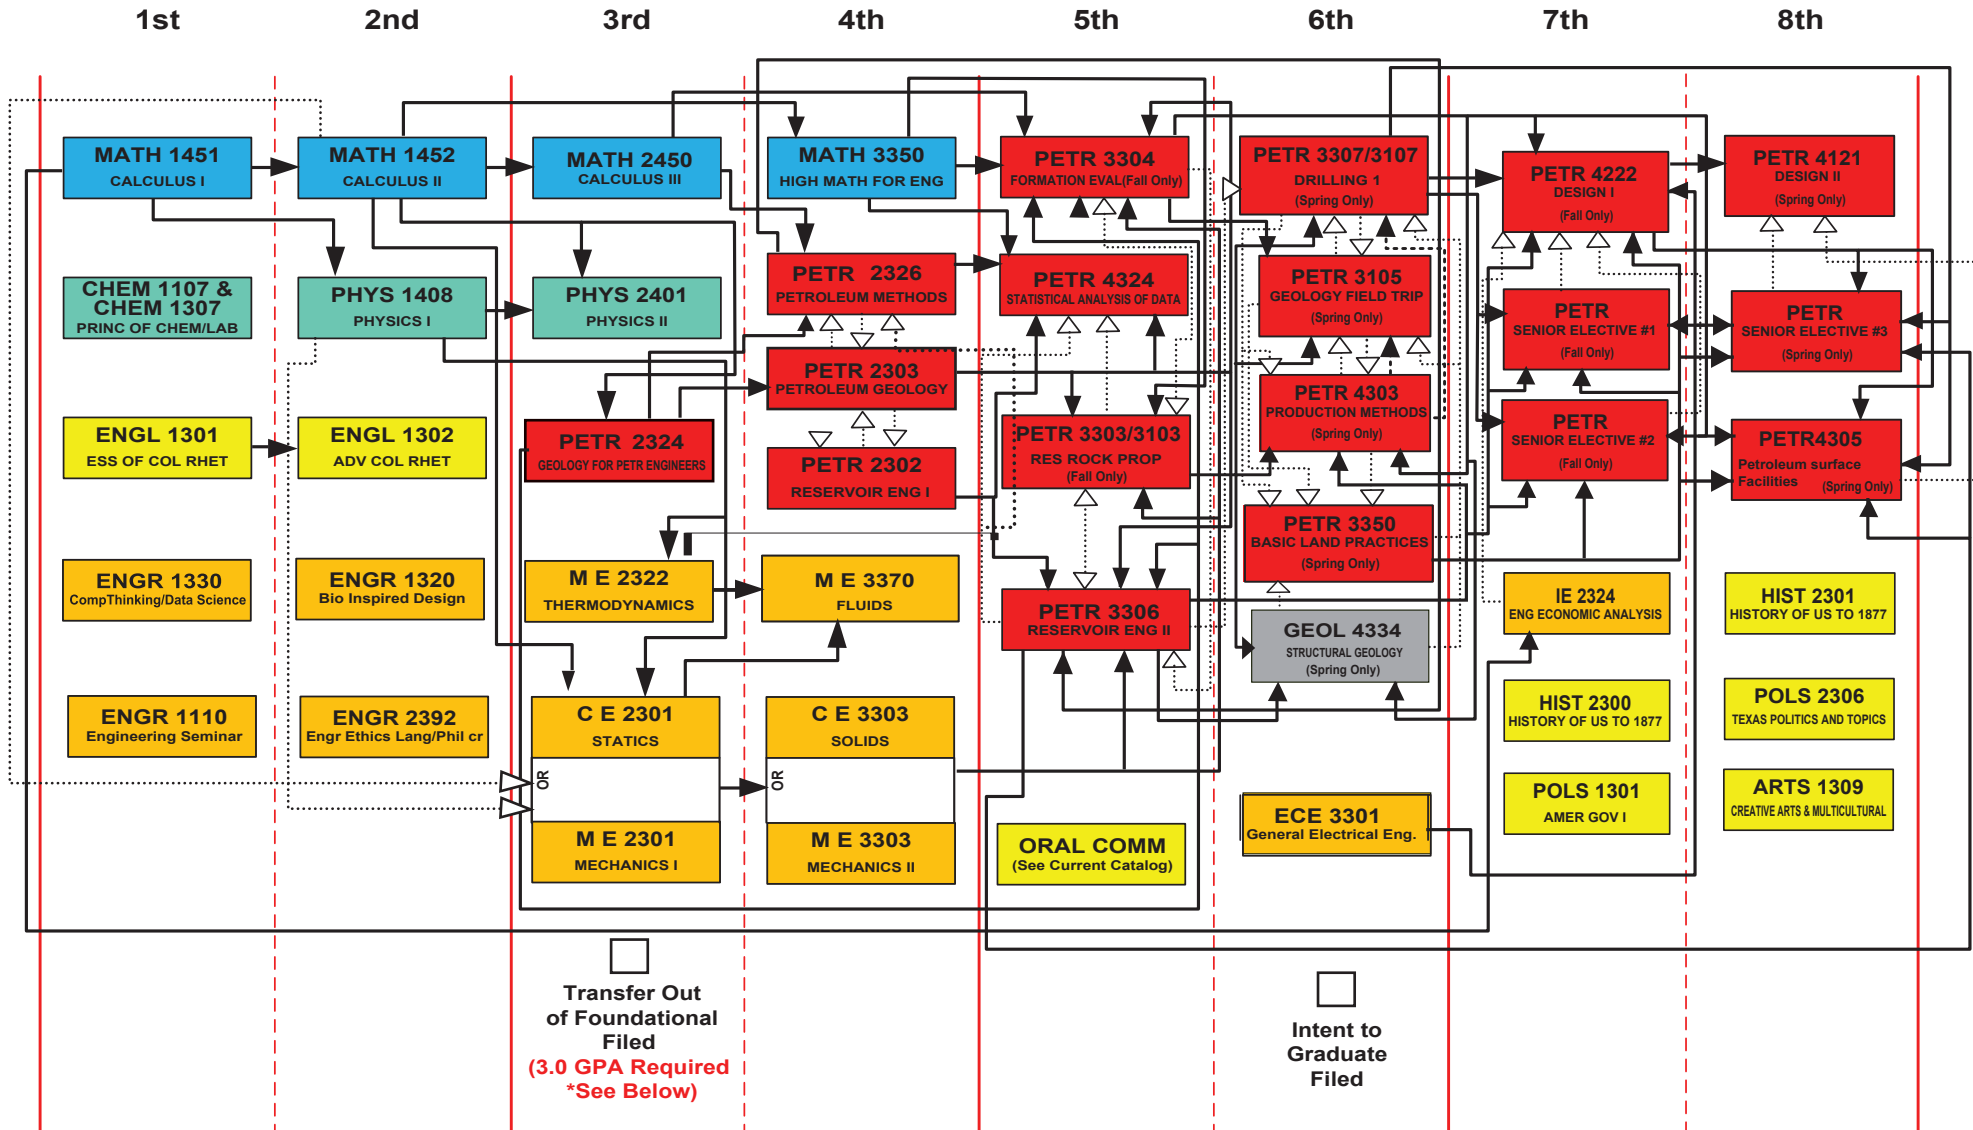 1st
2nd
3rd
4th
5th
6th
7th
8th
MATH 1451
CALCULUS I
CHEM 1107 &
CHEM 1307
PRINC OF CHEM/LAB
ENGL 1301
ESS OF COL RHET
ENGR 1330
CompThinking/Data Science
ENGR 1110
Engineering Seminar
MATH 1452
CALCULUS II
PHYS 1408
PHYSICS I
ENGL 1302
ADV COL RHET
ENGR 1320
Bio Inspired Design
ENGR 2392
Engr Ethics Lang/Phil cr
MATH 2450
CALCULUS III
PHYS 2401
PHYSICS II
PETR 2324
GEOLOGY FOR PETR ENGINEERS
M E 2322
THERMODYNAMICS
C E 2301
STATICS
OR
M E 2301
MECHANICS I
Transfer Out
of Foundational
Filed
(3.0 GPA Required
*See Below)
MATH 3350
HIGH MATH FOR ENG
PETR 2326
PETROLEUM METHODS
PETR 2303
PETROLEUM GEOLOGY
PETR 2302
RESERVOIR ENG I
M E 3370
FLUIDS
C E 3303
SOLIDS
OR
M E 3303
MECHANICS II
PETR 3304
FORMATION EVAL(Fall Only)
PETR 4324
STATISTICAL ANALYSIS OF DATA
PETR 3303/3103
RES ROCK PROP
(Fall Only)
PETR 3306
RESERVOIR ENG II
ORAL COMM
(See Current Catalog)
PETR 3307/3107
DRILLING 1
(Spring Only)
PETR 3105
GEOLOGY FIELD TRIP
(Spring Only)
PETR 4303
PRODUCTION METHODS
(Spring Only)
PETR 3350
BASIC LAND PRACTICES
(Spring Only)
GEOL 4334
STRUCTURAL GEOLOGY
(Spring Only)
ECE 3301
General Electrical Eng.
Intent to
Graduate
Filed
PETR 4222
DESIGN I
(Fall Only)
PETR
SENIOR ELECTIVE #1
(Fall Only)
PETR
SENIOR ELECTIVE #2
(Fall Only)
IE 2324
ENG ECONOMIC ANALYSIS
HIST 2300
HISTORY OF US TO 1877
POLS 1301
AMER GOV I
PETR 4121
DESIGN II
(Spring Only)
PETR
SENIOR ELECTIVE #3
(Spring Only)
PETR4305
Petroleum surface
Facilities (Spring Only)
HIST 2301
HISTORY OF US TO 1877
POLS 2306
TEXAS POLITICS AND TOPICS
ARTS 1309
CREATIVE ARTS & MULTICULTURAL